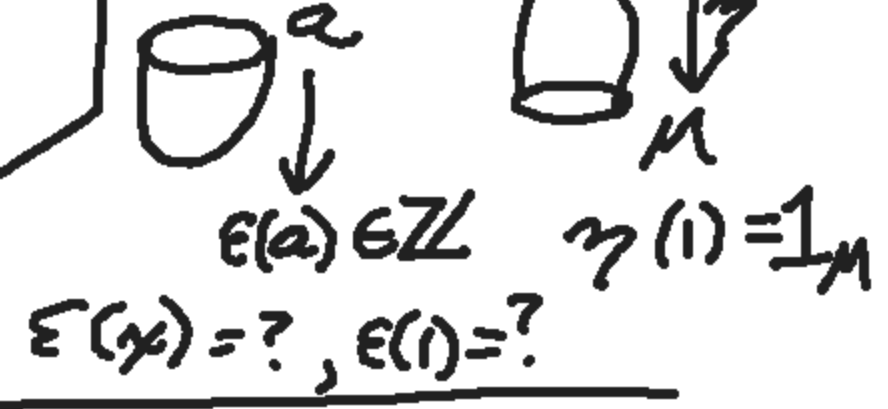 a
η
M
ε(a) ∈ ℤ η(1) = 1_M
ε(x) = ?, ε(1) = ?